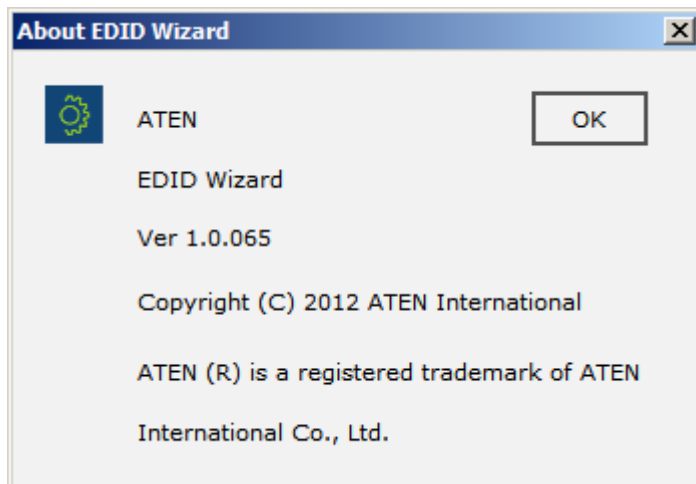 About EDID Wizard
ATEN
OK
EDID Wizard
Ver 1.0.065
Copyright (C) 2012 ATEN International
ATEN (R) is a registered trademark of ATEN
International Co., Ltd.